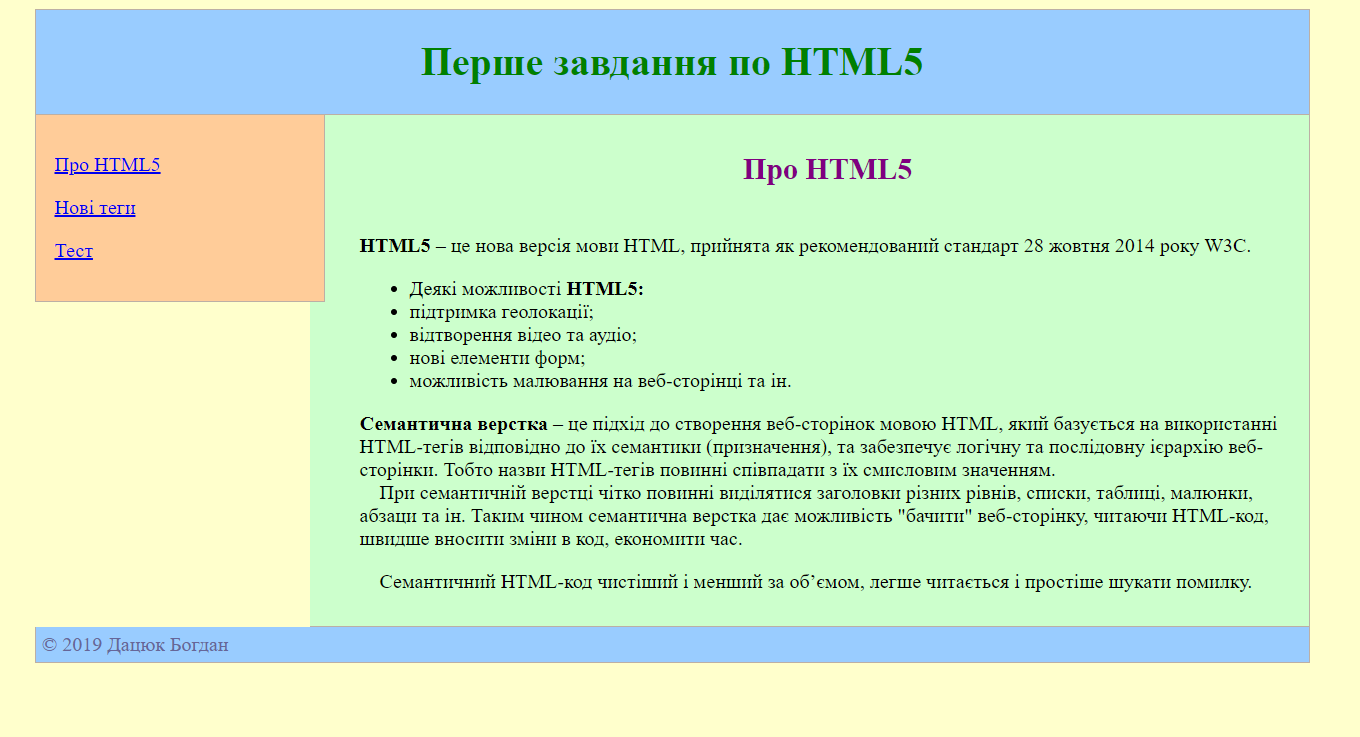 Перше завдання по HTML5
Про HTML5
Нові теги
Тест
Про HTML5
HTML5 – це нова версія мови HTML, прийнята як рекомендований стандарт 28 жовтня 2014 року W3C.
Деякі можливості HTML5:
підтримка геолокації;
відтворення відео та аудіо;
нові елементи форм;
можливість малювання на веб-сторінці та ін.
Семантична верстка – це підхід до створення веб-сторінок мовою HTML, який базується на використанні
HTML-тегів відповідно до їх семантики (призначення), та забезпечує логічну та послідовну ієрархію веб-
сторінки. Тобто назви HTML-тегів повинні співпадати з їх смисловим значенням.
При семантичній верстці чітко повинні виділятися заголовки різних рівнів, списки, таблиці, малюнки,
абзаци та ін. Таким чином семантична верстка дає можливість "бачити" веб-сторінку, читаючи HTML-код,
швидше вносити зміни в код, економити час.
Семантичний HTML-код чистіший і менший за об’ємом, легше читається і простіше шукати помилку.
© 2019 Дацюк Богдан